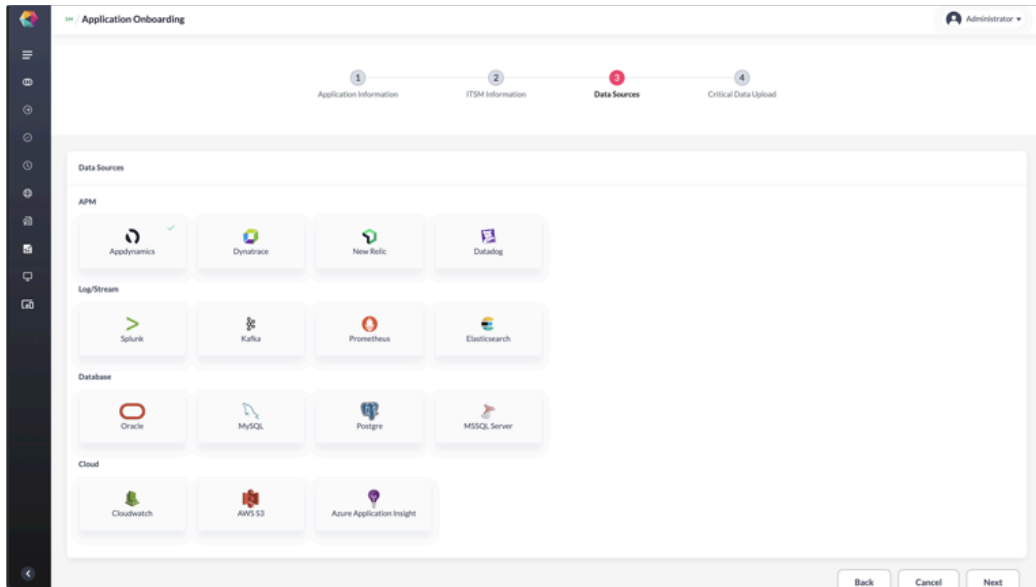 / Application Onboarding
Administrator
1
2
3
4
Application Information
ITSM Information
Data Sources
Critical Data Upload
Data Sources
APM
Appdynamics
Dynatrace
New Relic
Datadog
Log/Stream
Splunk
Kafka
Prometheus
Elasticsearch
Database
Oracle
MySQL
Postgre
MSSQL Server
Cloud
Cloudwatch
AWS S3
Azure Application Insight
Back
Cancel
Next